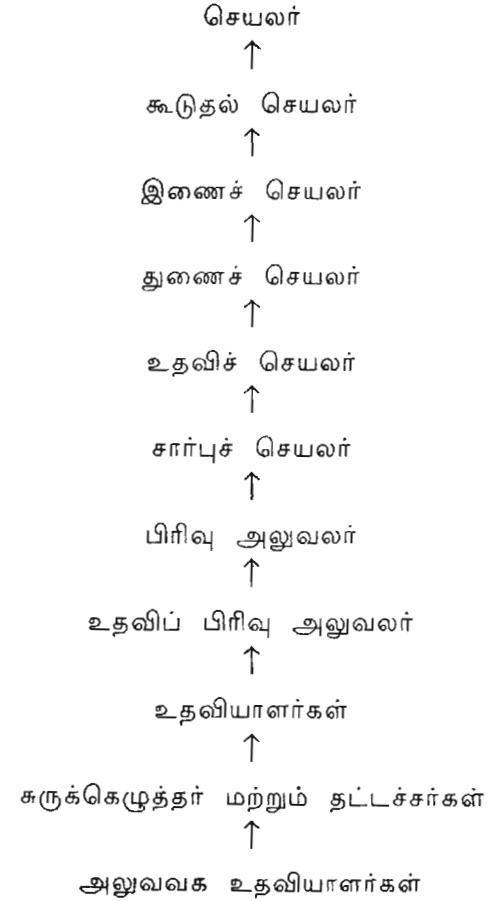 செயலர்
↑
கூடுதல் செயலர்
↑
இணைச் செயலர்
↑
துணைச் செயலர்
↑
உதவிச் செயலர்
↑
சார்புச் செயலர்
↑
பிரிவு அலுவலர்
↑
உதவிப் பிரிவு அலுவலர்
↑
உதவியாளர்கள்
↑
சுருக்கெழுத்தர் மற்றும் தட்டச்சர்கள்
↑
அலுவவக உதவியாளர்கள்